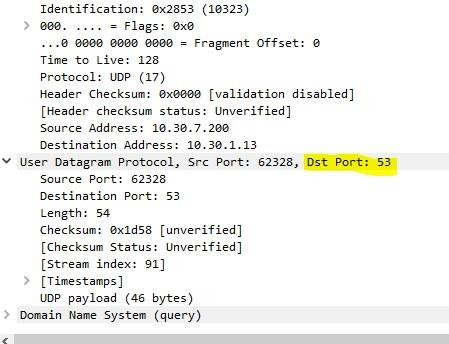 Identification: 0x2853 (10323)
000. .... = Flags: 0x0
...0 0000 0000 0000 = Fragment Offset: 0
Time to Live: 128
Protocol: UDP (17)
Header Checksum: 0x0000 [validation disabled]
[Header checksum status: Unverified]
Source Address: 10.30.7.200
Destination Address: 10.30.1.13
User Datagram Protocol, Src Port: 62328, Dst Port: 53
Source Port: 62328
Destination Port: 53
Length: 54
Checksum: 0x1d58 [unverified]
[Checksum Status: Unverified]
[Stream index: 91]
[Timestamps]
UDP payload (46 bytes)
Domain Name System (query)